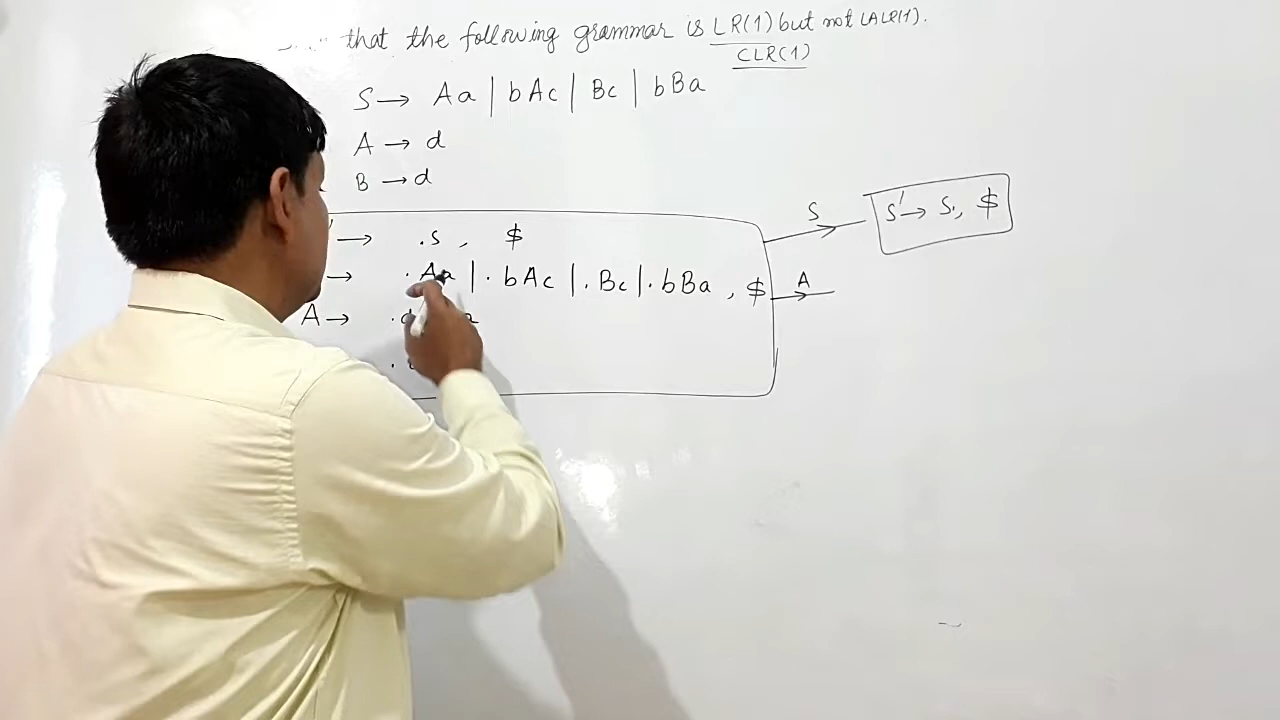 that the following grammar is LR(1) but not LALR(1).
CLR(1)
S → Aa | bAc | Bc | bBa
A → d
B → d
' → .S , $
→ .Aa | .bAc | .Bc | .bBa , $
A → .d a
.
S
S' → S. , $
A